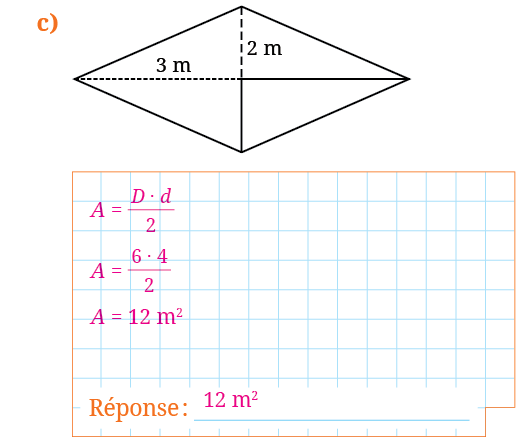 c)
2 m
3 m
A = D · d / 2
A = 6 · 4 / 2
A = 12 m²
Réponse : 12 m²